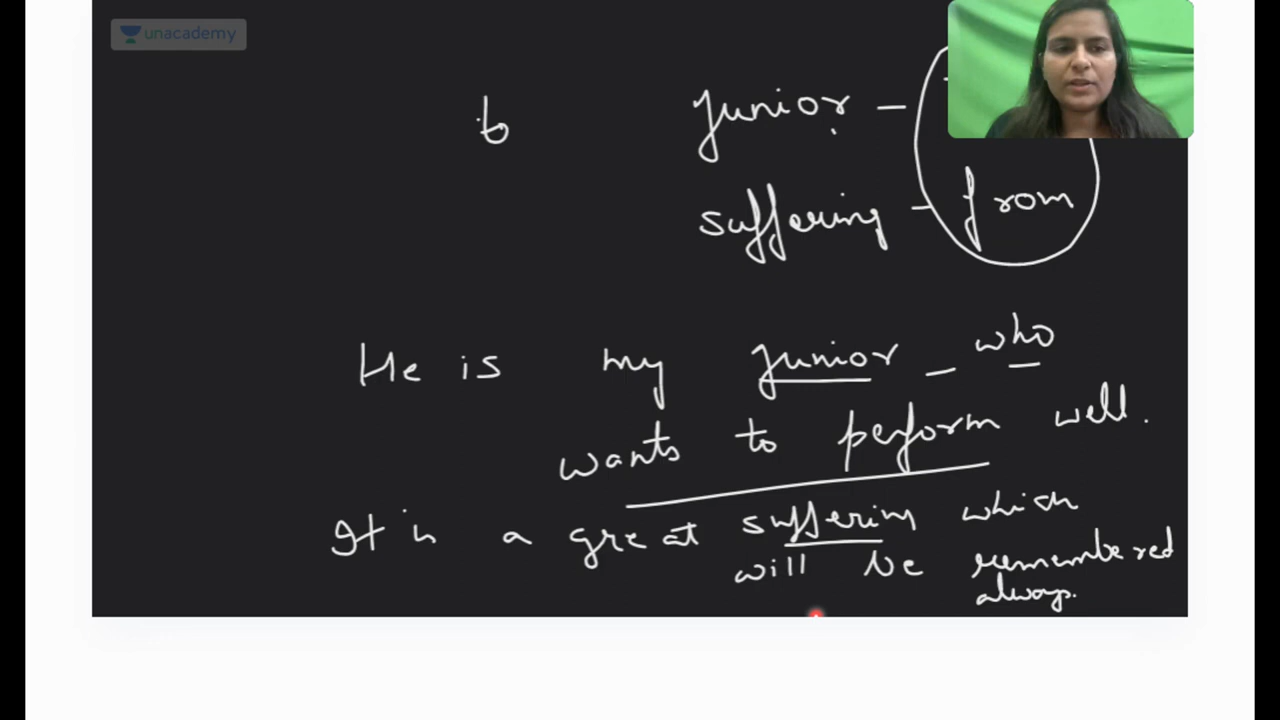 unacademy
to junior -
suffering - from
He is my junior - who
wants to perform well.
It is a great suffering which
will be remembered
always.